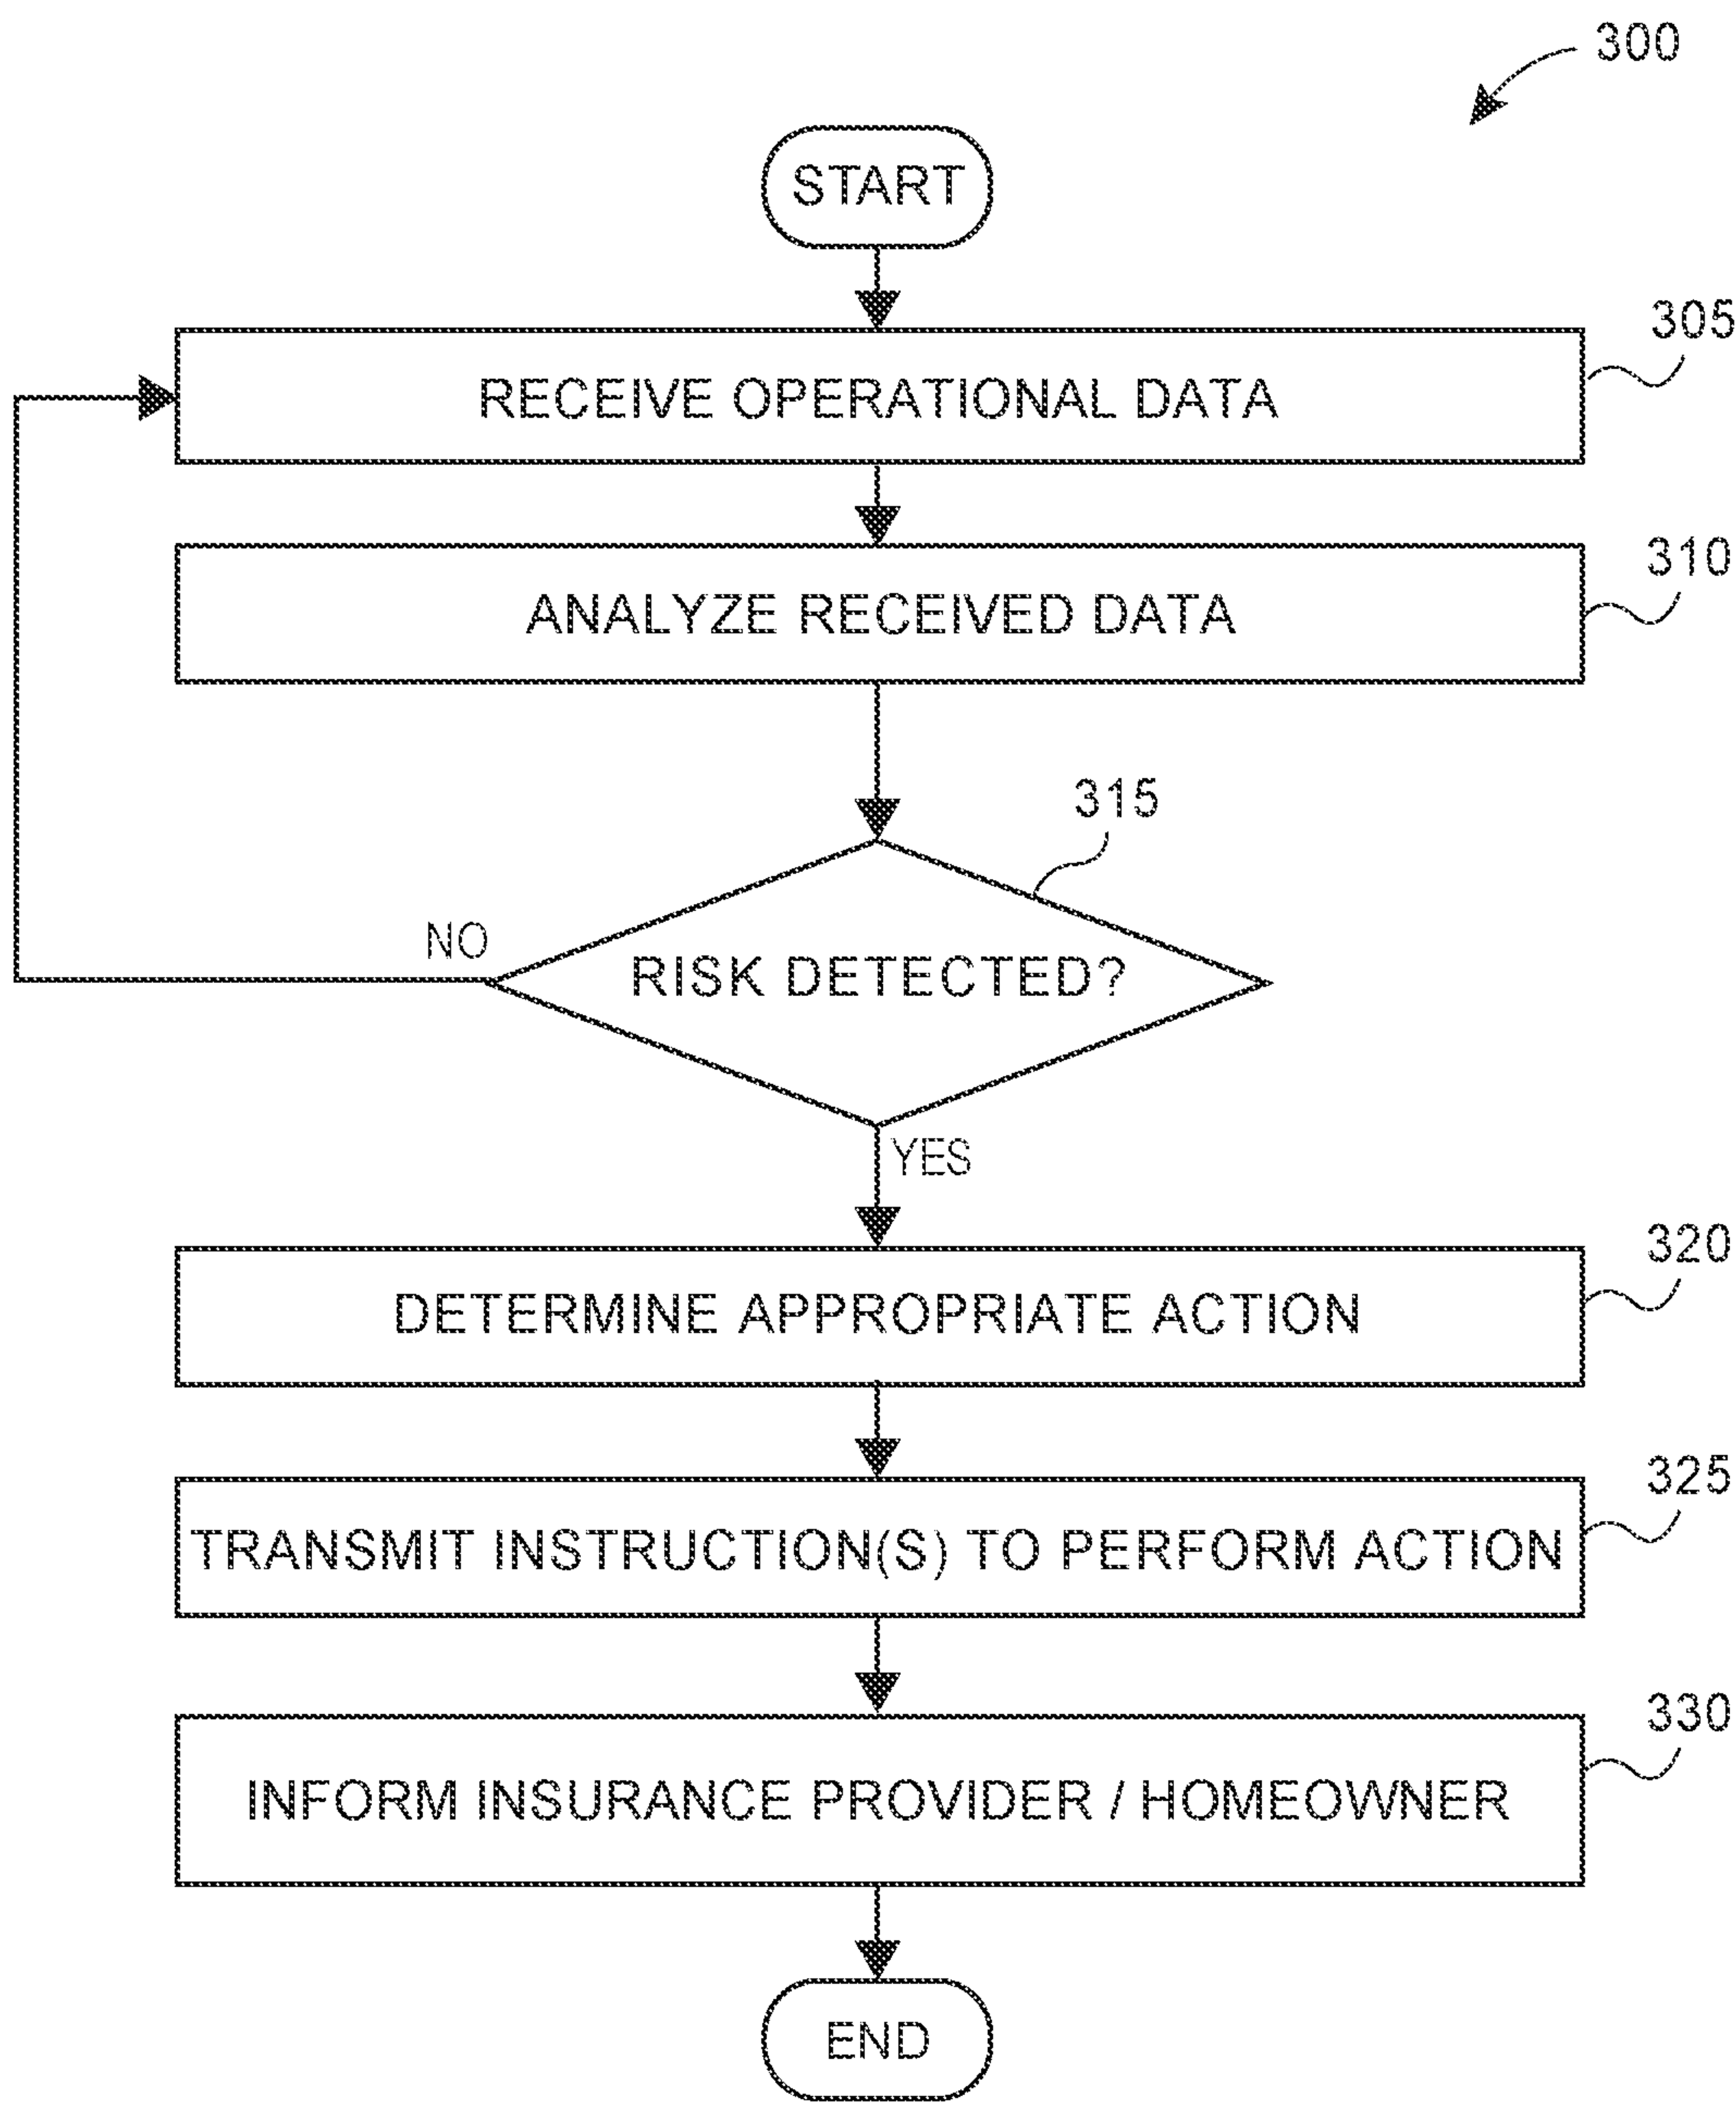 300
START
305
RECEIVE OPERATIONAL DATA
310
ANALYZE RECEIVED DATA
315
NO
RISK DETECTED?
YES
320
DETERMINE APPROPRIATE ACTION
325
TRANSMIT INSTRUCTION(S) TO PERFORM ACTION
330
INFORM INSURANCE PROVIDER / HOMEOWNER
END